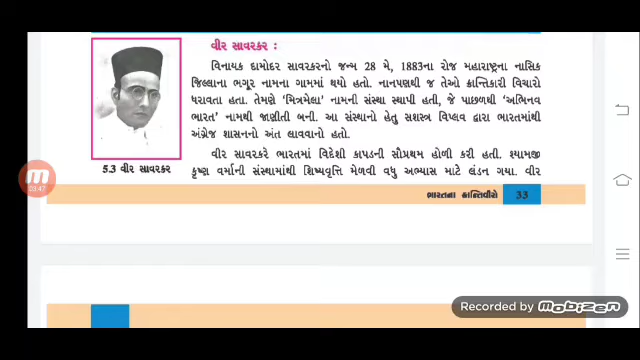 વીર સાવરકર :
વિનાયક દામોદર સાવરકરનો જન્મ 28 મે, 1883ના રોજ મહારાષ્ટ્રના નાસિક
જિલ્લાના ભગૂર નામના ગામમાં થયો હતો. નાનપણથી જ તેઓ ક્રાન્તિકારી વિચારો
ધરાવતા હતા. તેમણે ‘મિત્રમેલા’ નામની સંસ્થા સ્થાપી હતી, જે પાછળથી ‘અભિનવ
ભારત’ નામથી જાણીતી બની. આ સંસ્થાનો હેતુ સશસ્ત્ર વિપ્લવ દ્વારા ભારતમાંથી
અંગ્રેજ શાસનનો અંત લાવવાનો હતો.
વીર સાવરકરે ભારતમાં વિદેશી કાપડની સૌપ્રથમ હોળી કરી હતી. શ્યામજી
કૃષ્ણ વર્માની સંસ્થામાંથી શિષ્યવૃત્તિ મેળવી વધુ અભ્યાસ માટે લંડન ગયા. વીર
5.3 વીર સાવરકર
03:47
ભારતના ક્રાન્તિવીરો 33
Recorded by mobizen